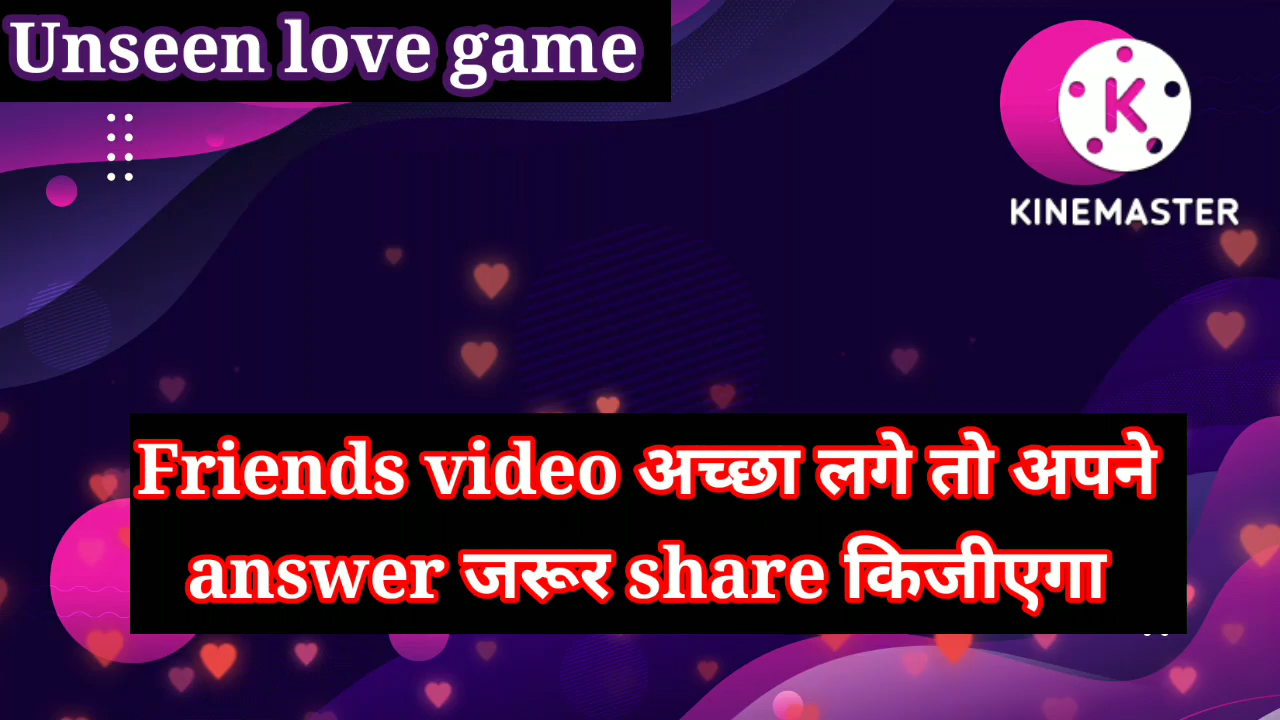 Unseen love game
K
KINEMASTER
Friends video अच्छा लगे तो अपने
answer जरूर share किजीएगा